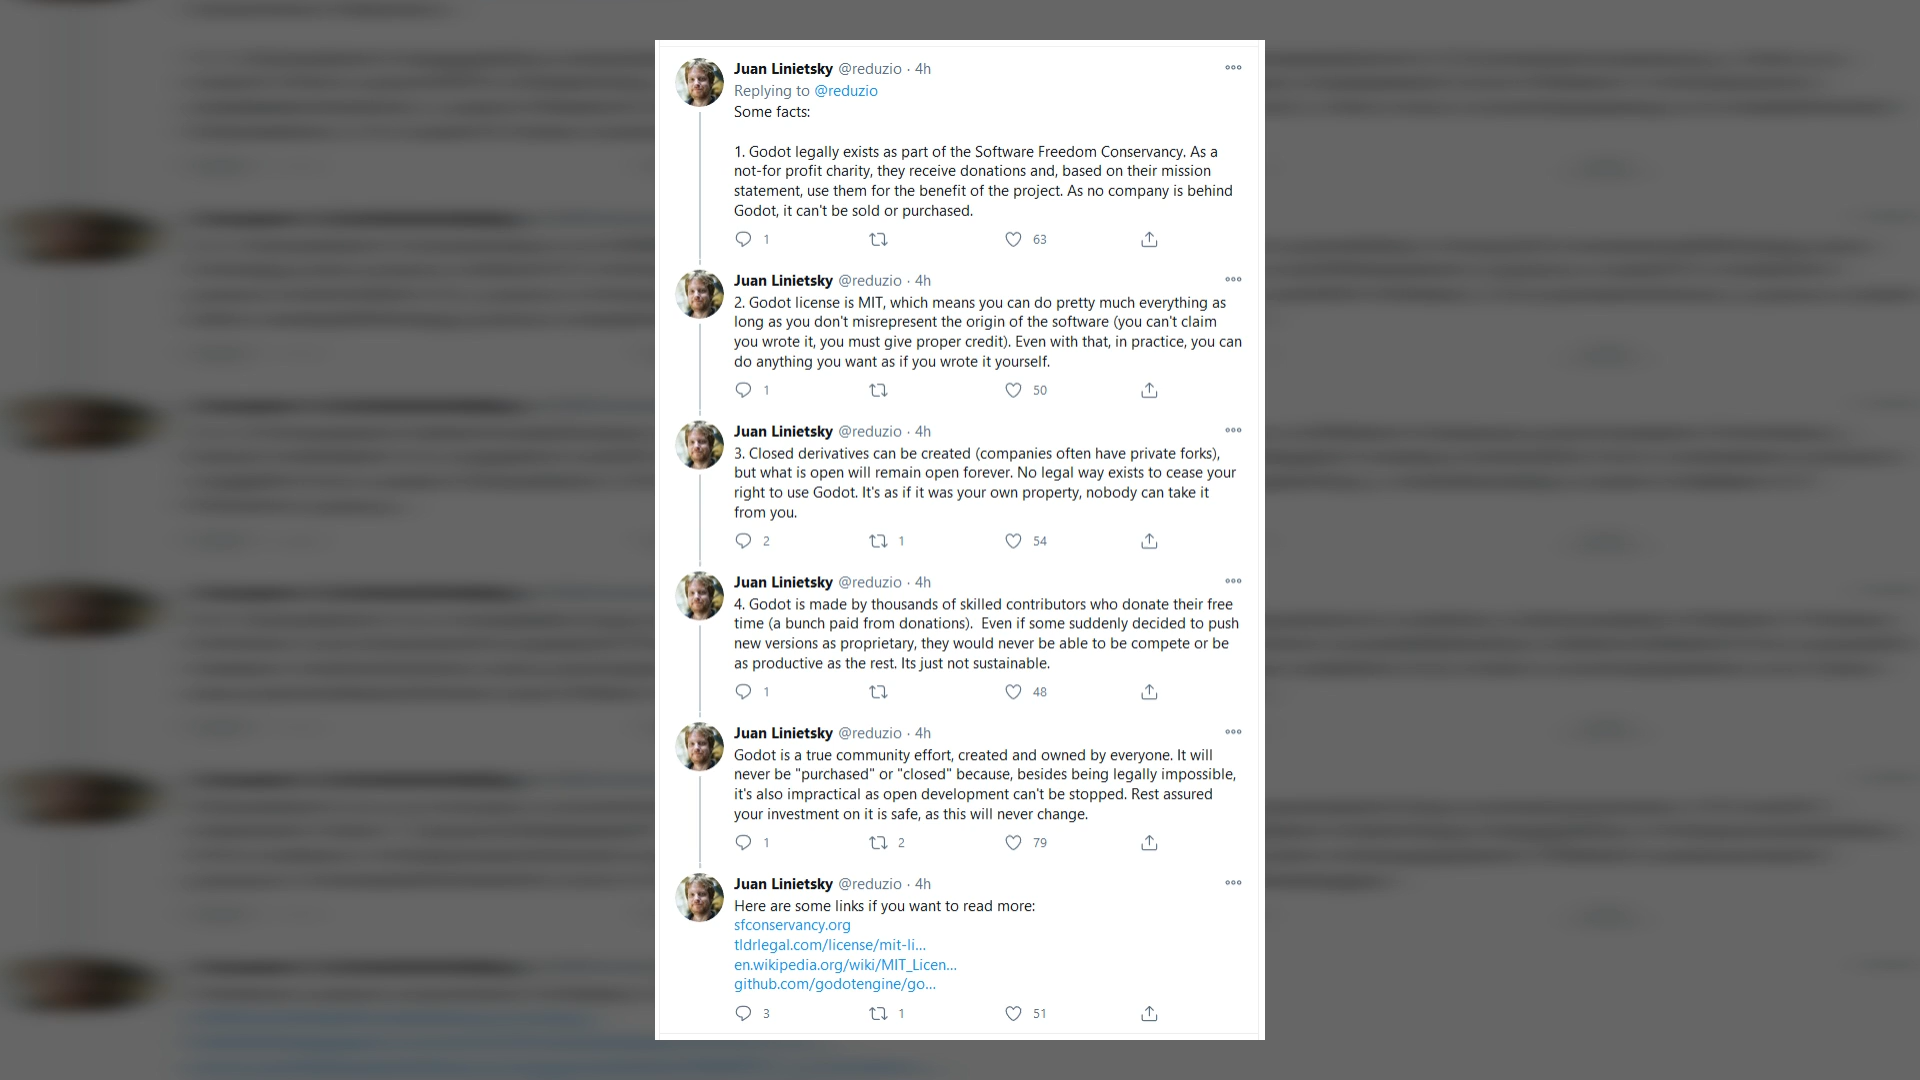 Juan Linietsky @reduzio · 4h
Replying to @reduzio
Some facts:
1. Godot legally exists as part of the Software Freedom Conservancy. As a
not-for profit charity, they receive donations and, based on their mission
statement, use them for the benefit of the project. As no company is behind
Godot, it can't be sold or purchased.
1 63
Juan Linietsky @reduzio · 4h
2. Godot license is MIT, which means you can do pretty much everything as
long as you don't misrepresent the origin of the software (you can't claim
you wrote it, you must give proper credit). Even with that, in practice, you can
do anything you want as if you wrote it yourself.
1 50
Juan Linietsky @reduzio · 4h
3. Closed derivatives can be created (companies often have private forks),
but what is open will remain open forever. No legal way exists to cease your
right to use Godot. It's as if it was your own property, nobody can take it
from you.
2 1 54
Juan Linietsky @reduzio · 4h
4. Godot is made by thousands of skilled contributors who donate their free
time (a bunch paid from donations).  Even if some suddenly decided to push
new versions as proprietary, they would never be able to be compete or be
as productive as the rest. Its just not sustainable.
1 48
Juan Linietsky @reduzio · 4h
Godot is a true community effort, created and owned by everyone. It will
never be "purchased" or "closed" because, besides being legally impossible,
it's also impractical as open development can't be stopped. Rest assured
your investment on it is safe, as this will never change.
1 2 79
Juan Linietsky @reduzio · 4h
Here are some links if you want to read more:
sfconservancy.org
tldrlegal.com/license/mit-li...
en.wikipedia.org/wiki/MIT_Licen...
github.com/godotengine/go...
3 1 51